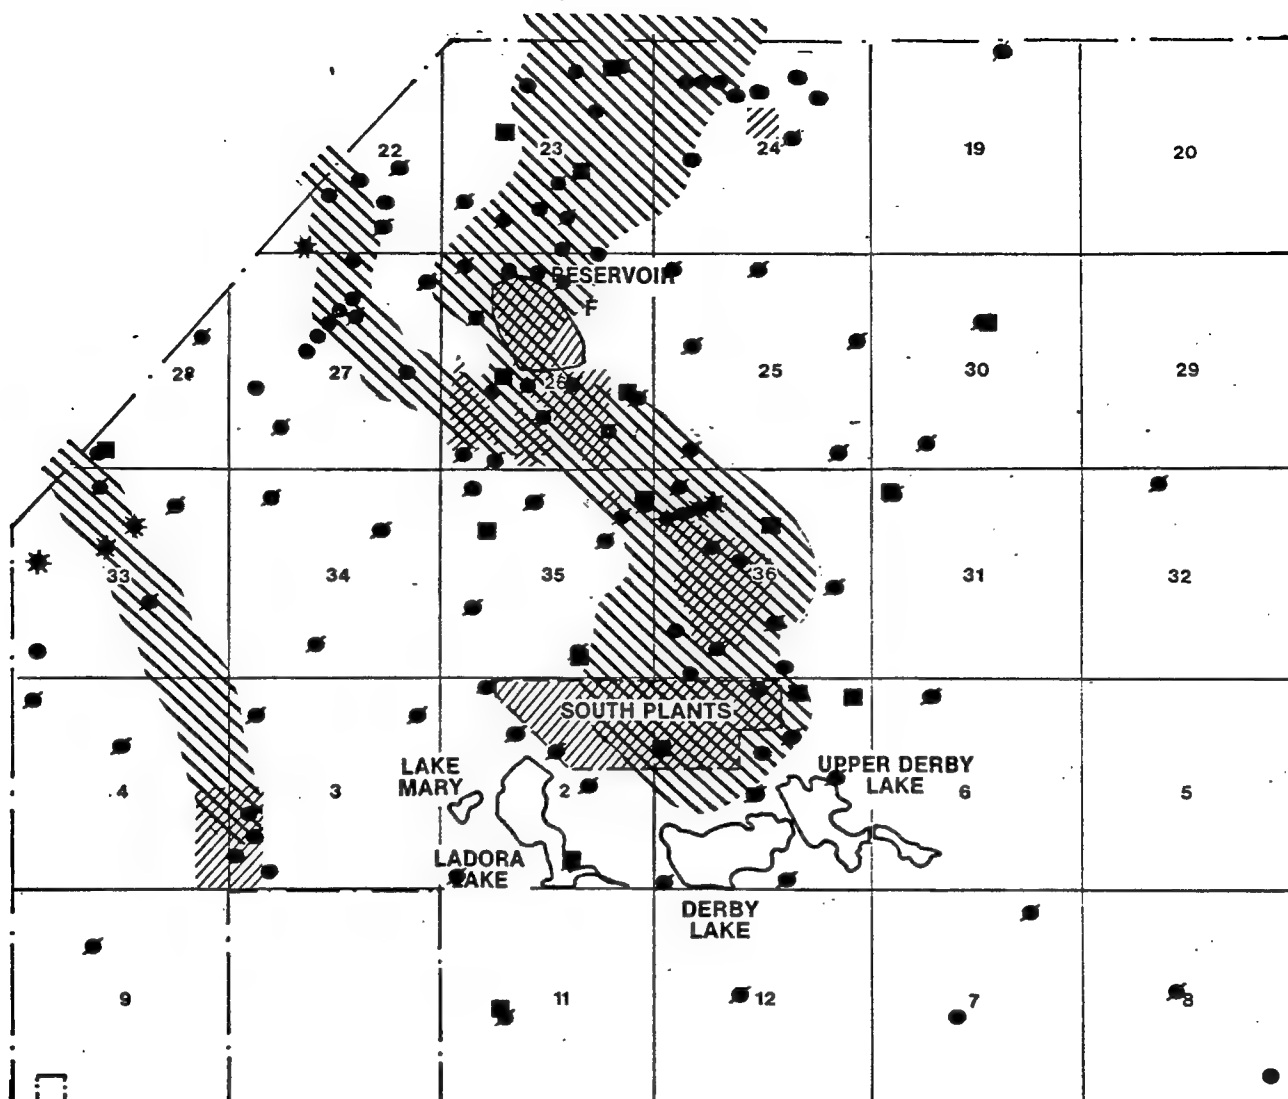 22
23
24
19
20
RESERVOIR
F
28
27
26
25
30
29
33
34
35
36
31
32
SOUTH PLANTS
LAKE
MARY
UPPER DERBY
LAKE
4
3
2
6
5
LADORA
LAKE
DERBY
LAKE
9
11
12
7
8